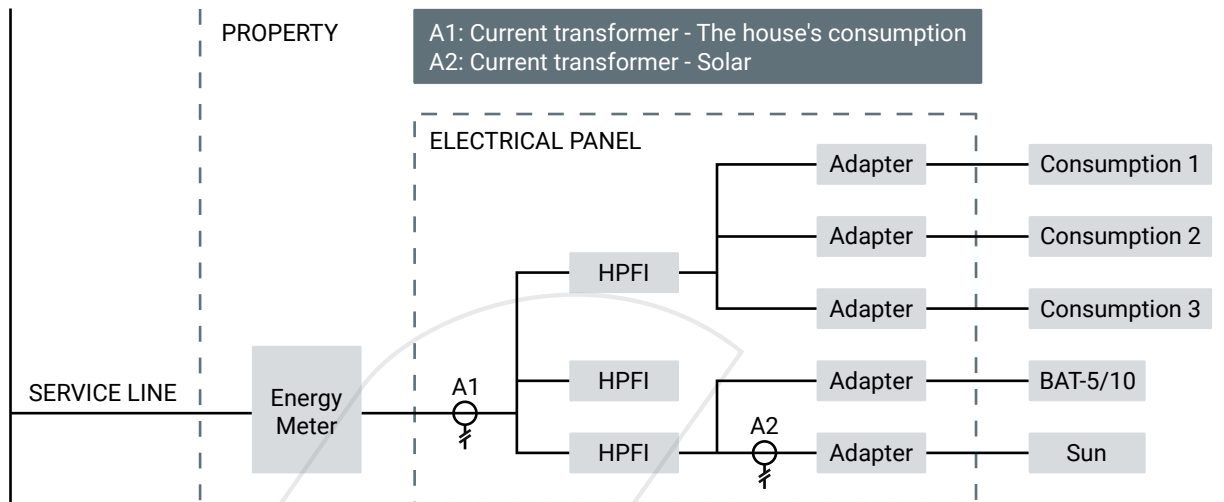 PROPERTY
A1: Current transformer - The house's consumption
A2: Current transformer - Solar
ELECTRICAL PANEL
Adapter
Consumption 1
Adapter
Consumption 2
HPFI
Adapter
Consumption 3
SERVICE LINE
Energy
Meter
A1
HPFI
Adapter
BAT-5/10
A2
HPFI
Adapter
Sun